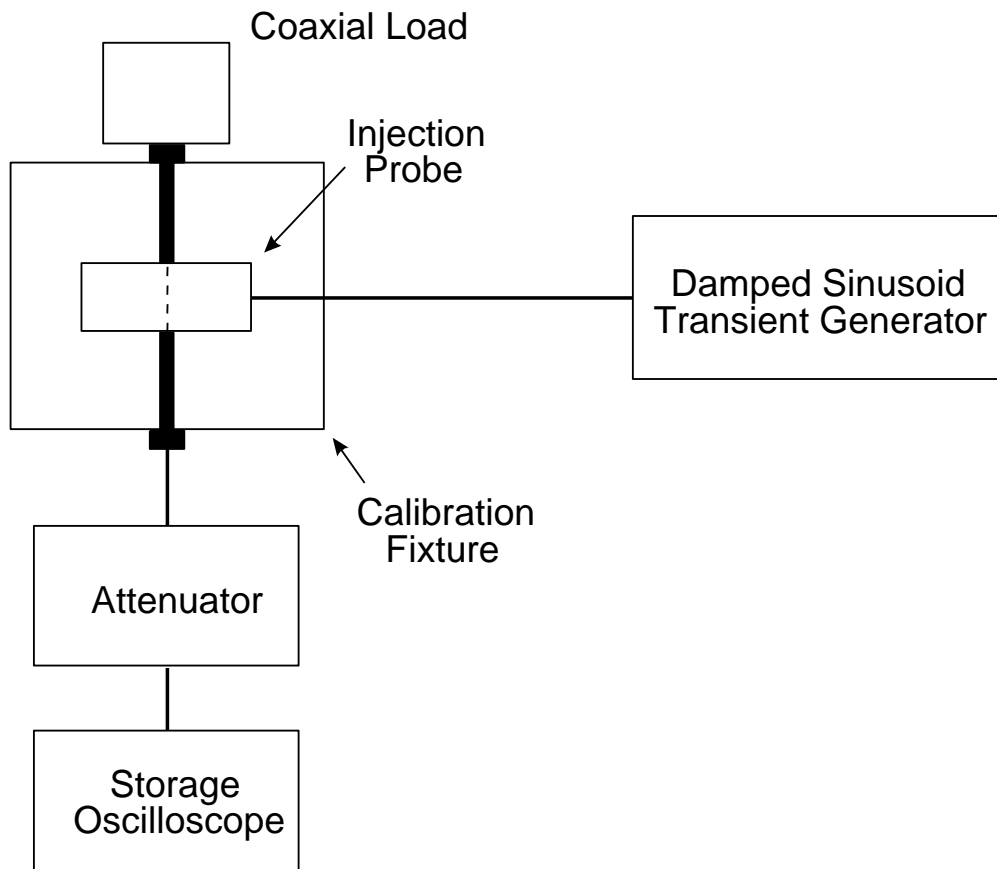 Coaxial Load
Injection
Probe
Damped Sinusoid
Transient Generator
Calibration
Fixture
Attenuator
Storage
Oscilloscope